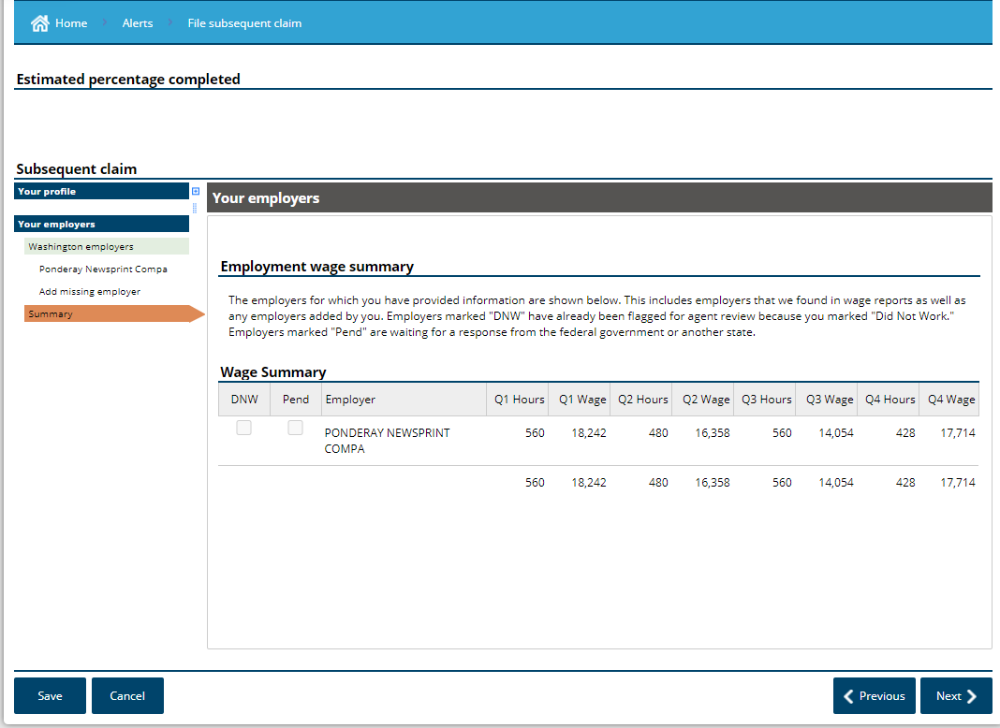 Home Alerts File subsequent claim
Estimated percentage completed
Subsequent claim
Your profile
Your employers
Washington employers
Ponderay Newsprint Compa
Add missing employer
Summary
Your employers
Employment wage summary
The employers for which you have provided information are shown below. This includes employers that we found in wage reports as well as
any employers added by you. Employers marked "DNW" have already been flagged for agent review because you marked "Did Not Work."
Employers marked "Pend" are waiting for a response from the federal government or another state.
Wage Summary
DNW Pend Employer Q1 Hours Q1 Wage Q2 Hours Q2 Wage Q3 Hours Q3 Wage Q4 Hours Q4 Wage
PONDERAY NEWSPRINT 560 18,242 480 16,358 560 14,054 428 17,714
COMPA
560 18,242 480 16,358 560 14,054 428 17,714
Save Cancel Previous Next